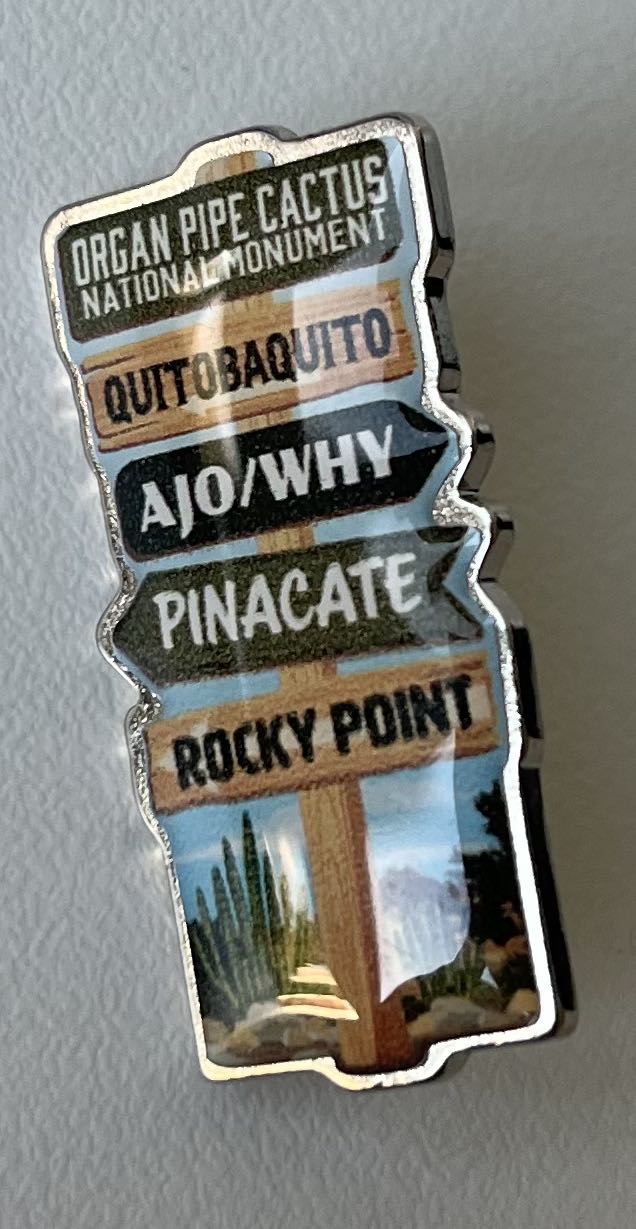 ORGAN PIPE CACTUS
NATIONAL MONUMENT
QUITOBAQUITO
AJO/WHY
PINACATE
ROCKY POINT